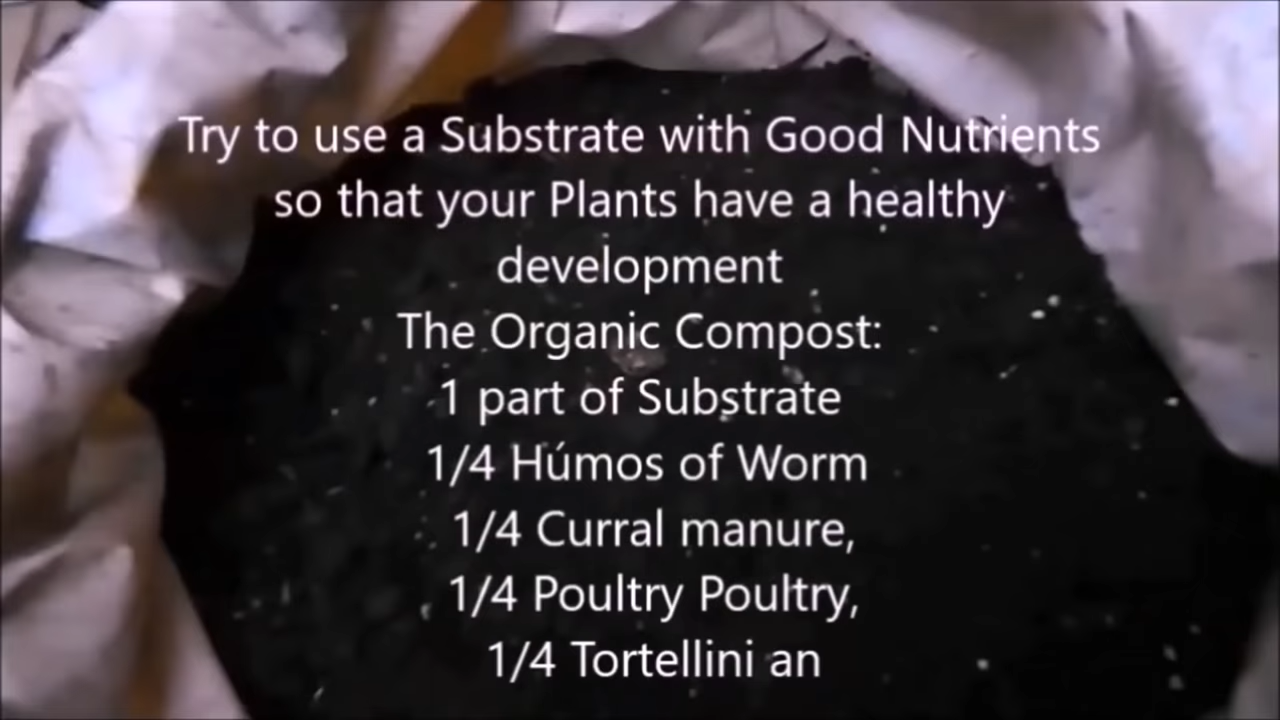 Try to use a Substrate with Good Nutrients
so that your Plants have a healthy
development
The Organic Compost:
1 part of Substrate
1/4 Húmos of Worm
1/4 Curral manure,
1/4 Poultry Poultry,
1/4 Tortellini an